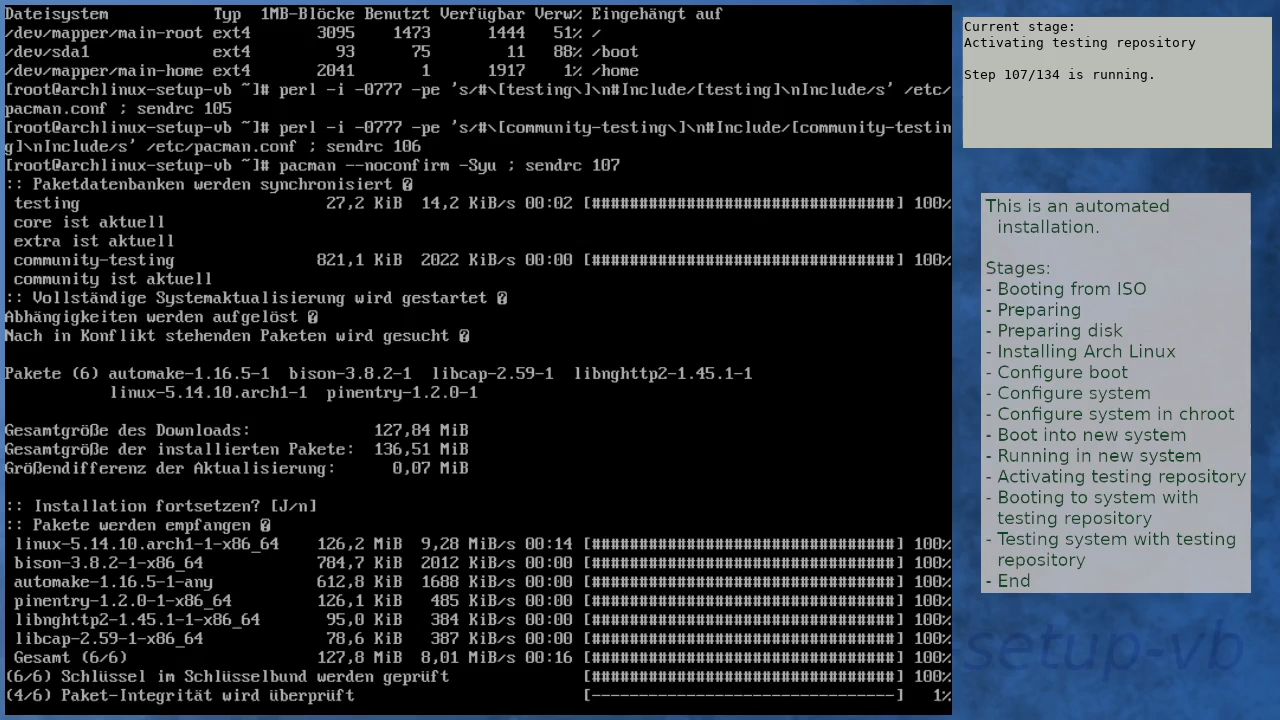 Dateisystem           Typ  1MB-Blöcke Benutzt Verfügbar Verw% Eingehängt auf
/dev/mapper/main-root ext4       3095    1473      1444   51% /
/dev/sda1             ext4         93      75        11   88% /boot
/dev/mapper/main-home ext4       2041       1      1917    1% /home
[root@archlinux-setup-vb ~]# perl -i -0777 -pe 's/#\[testing\]\n#Include/[testing]\nInclude/s' /etc/
pacman.conf ; sendrc 105
[root@archlinux-setup-vb ~]# perl -i -0777 -pe 's/#\[community-testing\]\n#Include/[community-testin
g]\nInclude/s' /etc/pacman.conf ; sendrc 106
[root@archlinux-setup-vb ~]# pacman --noconfirm -Syu ; sendrc 107
:: Paketdatenbanken werden synchronisiert �
 testing                          27,2 KiB  14,2 KiB/s 00:02 [################################] 100%
 core ist aktuell
 extra ist aktuell
 community-testing               821,1 KiB  2022 KiB/s 00:00 [################################] 100%
 community ist aktuell
:: Vollständige Systemaktualisierung wird gestartet �
Abhängigkeiten werden aufgelöst �
Nach in Konflikt stehenden Paketen wird gesucht �
Pakete (6) automake-1.16.5-1  bison-3.8.2-1  libcap-2.59-1  libnghttp2-1.45.1-1
           linux-5.14.10.arch1-1  pinentry-1.2.0-1
Gesamtgröße des Downloads:             127,84 MiB
Gesamtgröße der installierten Pakete:  136,51 MiB
Größendifferenz der Aktualisierung:      0,07 MiB
:: Installation fortsetzen? [J/n]
:: Pakete werden empfangen �
 linux-5.14.10.arch1-1-x86_64    126,2 MiB  9,28 MiB/s 00:14 [################################] 100%
 bison-3.8.2-1-x86_64            784,7 KiB  2012 KiB/s 00:00 [################################] 100%
 automake-1.16.5-1-any           612,8 KiB  1688 KiB/s 00:00 [################################] 100%
 pinentry-1.2.0-1-x86_64         126,1 KiB   485 KiB/s 00:00 [################################] 100%
 libnghttp2-1.45.1-1-x86_64       95,0 KiB   384 KiB/s 00:00 [################################] 100%
 libcap-2.59-1-x86_64             78,6 KiB   387 KiB/s 00:00 [################################] 100%
 Gesamt (6/6)                    127,8 MiB  8,01 MiB/s 00:16 [################################] 100%
(6/6) Schlüssel im Schlüsselbund werden geprüft              [################################] 100%
(4/6) Paket-Integrität wird überprüft                        [--------------------------------]   1%
Current stage:
Activating testing repository
Step 107/134 is running.
This is an automated
installation.
Stages:
- Booting from ISO
- Preparing
- Preparing disk
- Installing Arch Linux
- Configure boot
- Configure system
- Configure system in chroot
- Boot into new system
- Running in new system
- Activating testing repository
- Booting to system with
testing repository
- Testing system with testing
repository
- End
setup-vb